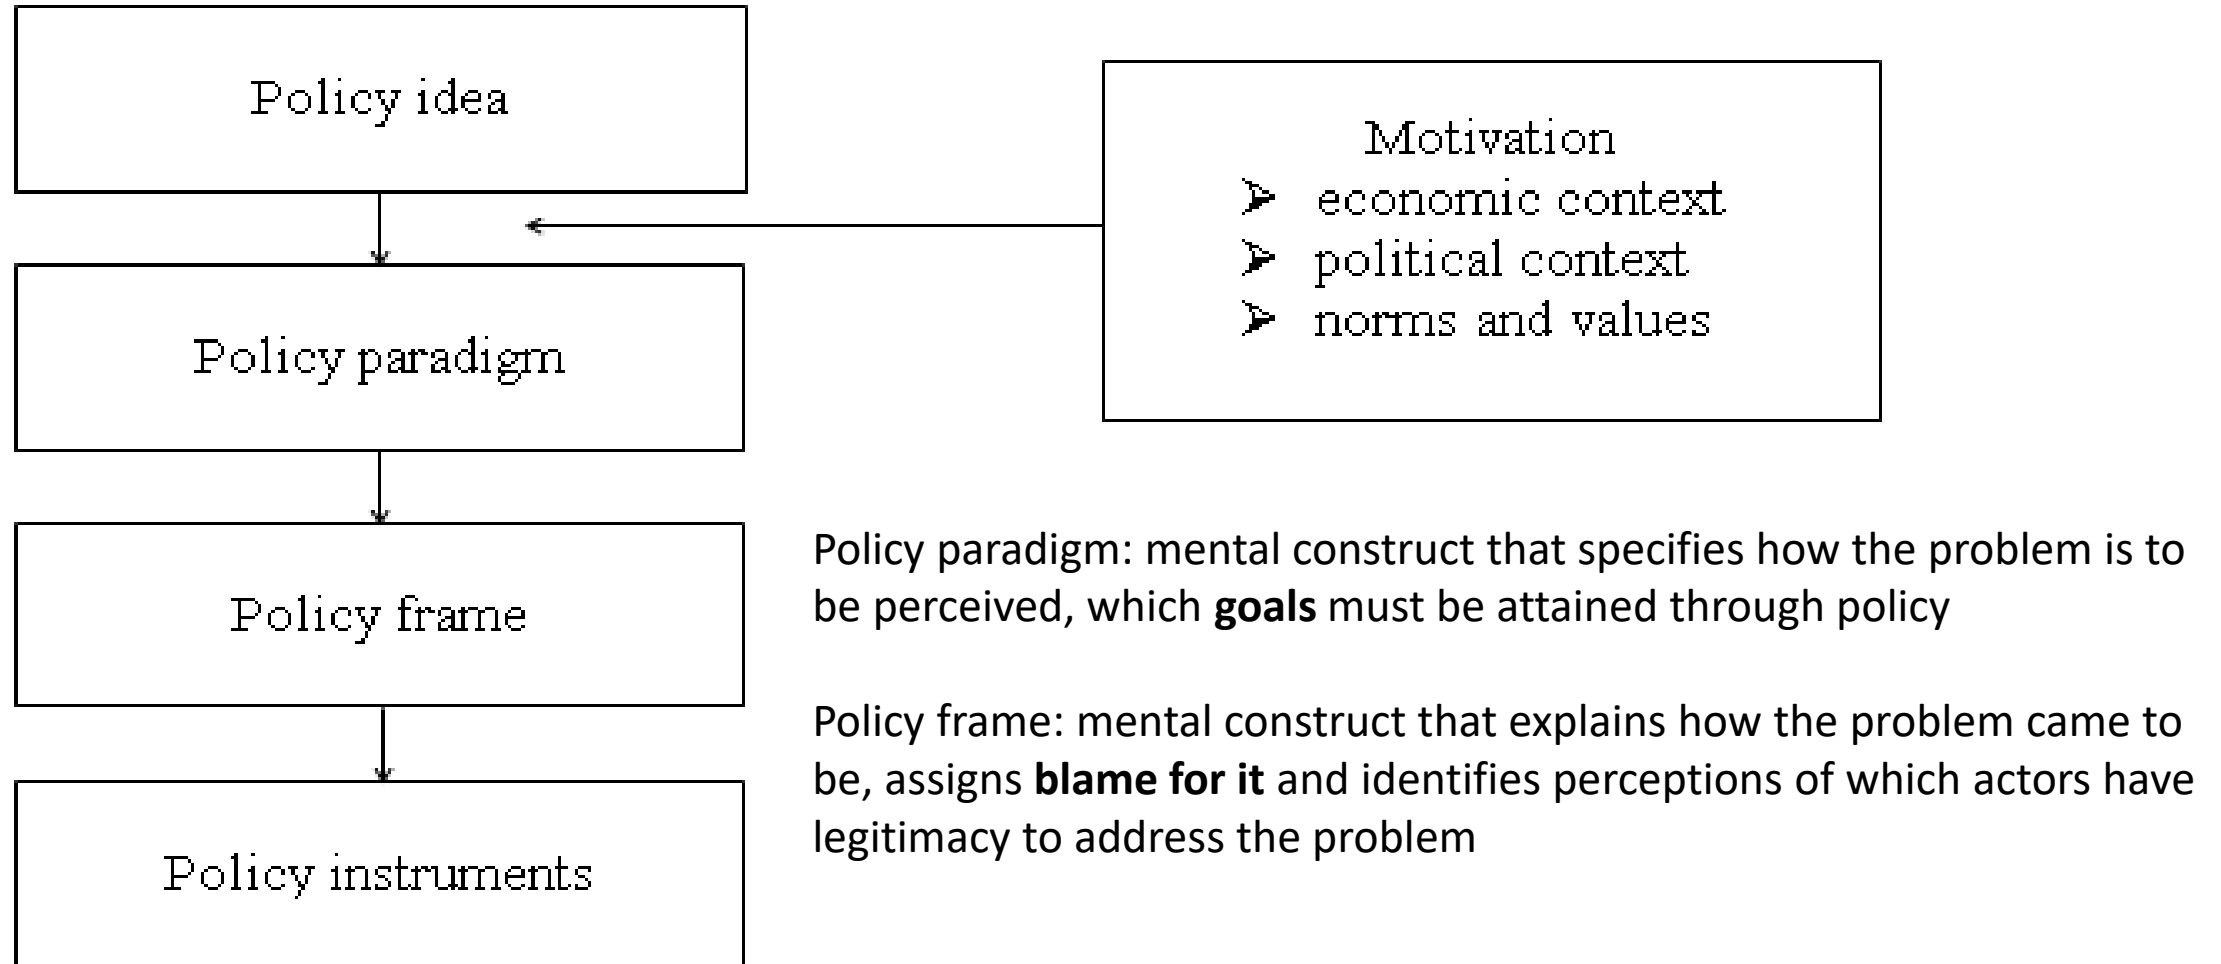 Policy idea
Motivation
➢ economic context
➢ political context
➢ norms and values
Policy paradigm
Policy frame
Policy instruments
Policy paradigm: mental construct that specifies how the problem is to
be perceived, which goals must be attained through policy
Policy frame: mental construct that explains how the problem came to
be, assigns blame for it and identifies perceptions of which actors have
legitimacy to address the problem